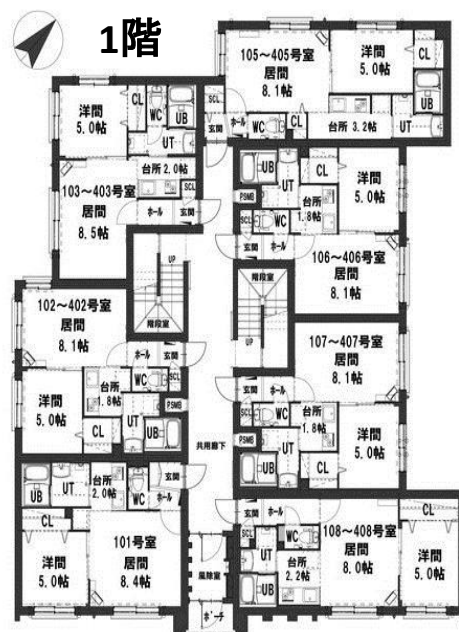 1階
105～405号室
居間
8.1帖
洋間
5.0帖
CL
UB
SCL
玄関
ホール
WC
CL
台所 3.2帖
UT
洋間
5.0帖
CL
WC
UB
UT
台所 2.0帖
103～403号室
居間
8.5帖
SCL
ホール
玄関
UB
UT
CL
洋間
5.0帖
PSMB
台所
1.8帖
SCL
WC
玄関
ホール
106～406号室
居間
8.1帖
UP
階段室
階段室
UP
102～402号室
居間
8.1帖
ホール
玄関
WC
SCL
台所
1.8帖
洋間
5.0帖
UT
PSMB
CL
UB
107～407号室
居間
8.1帖
玄関
ホール
SCL
WC
台所
1.8帖
洋間
5.0帖
PSMB
UT
UB
CL
共用廊下
UB
UT
台所
2.0帖
WC
玄関
ホール
CL
洋間
5.0帖
101号室
居間
8.4帖
玄関
ホール
SCL
WC
UT
UB
台所
2.2帖
108～408号室
居間
8.0帖
CL
洋間
5.0帖
風除室
ポーチ